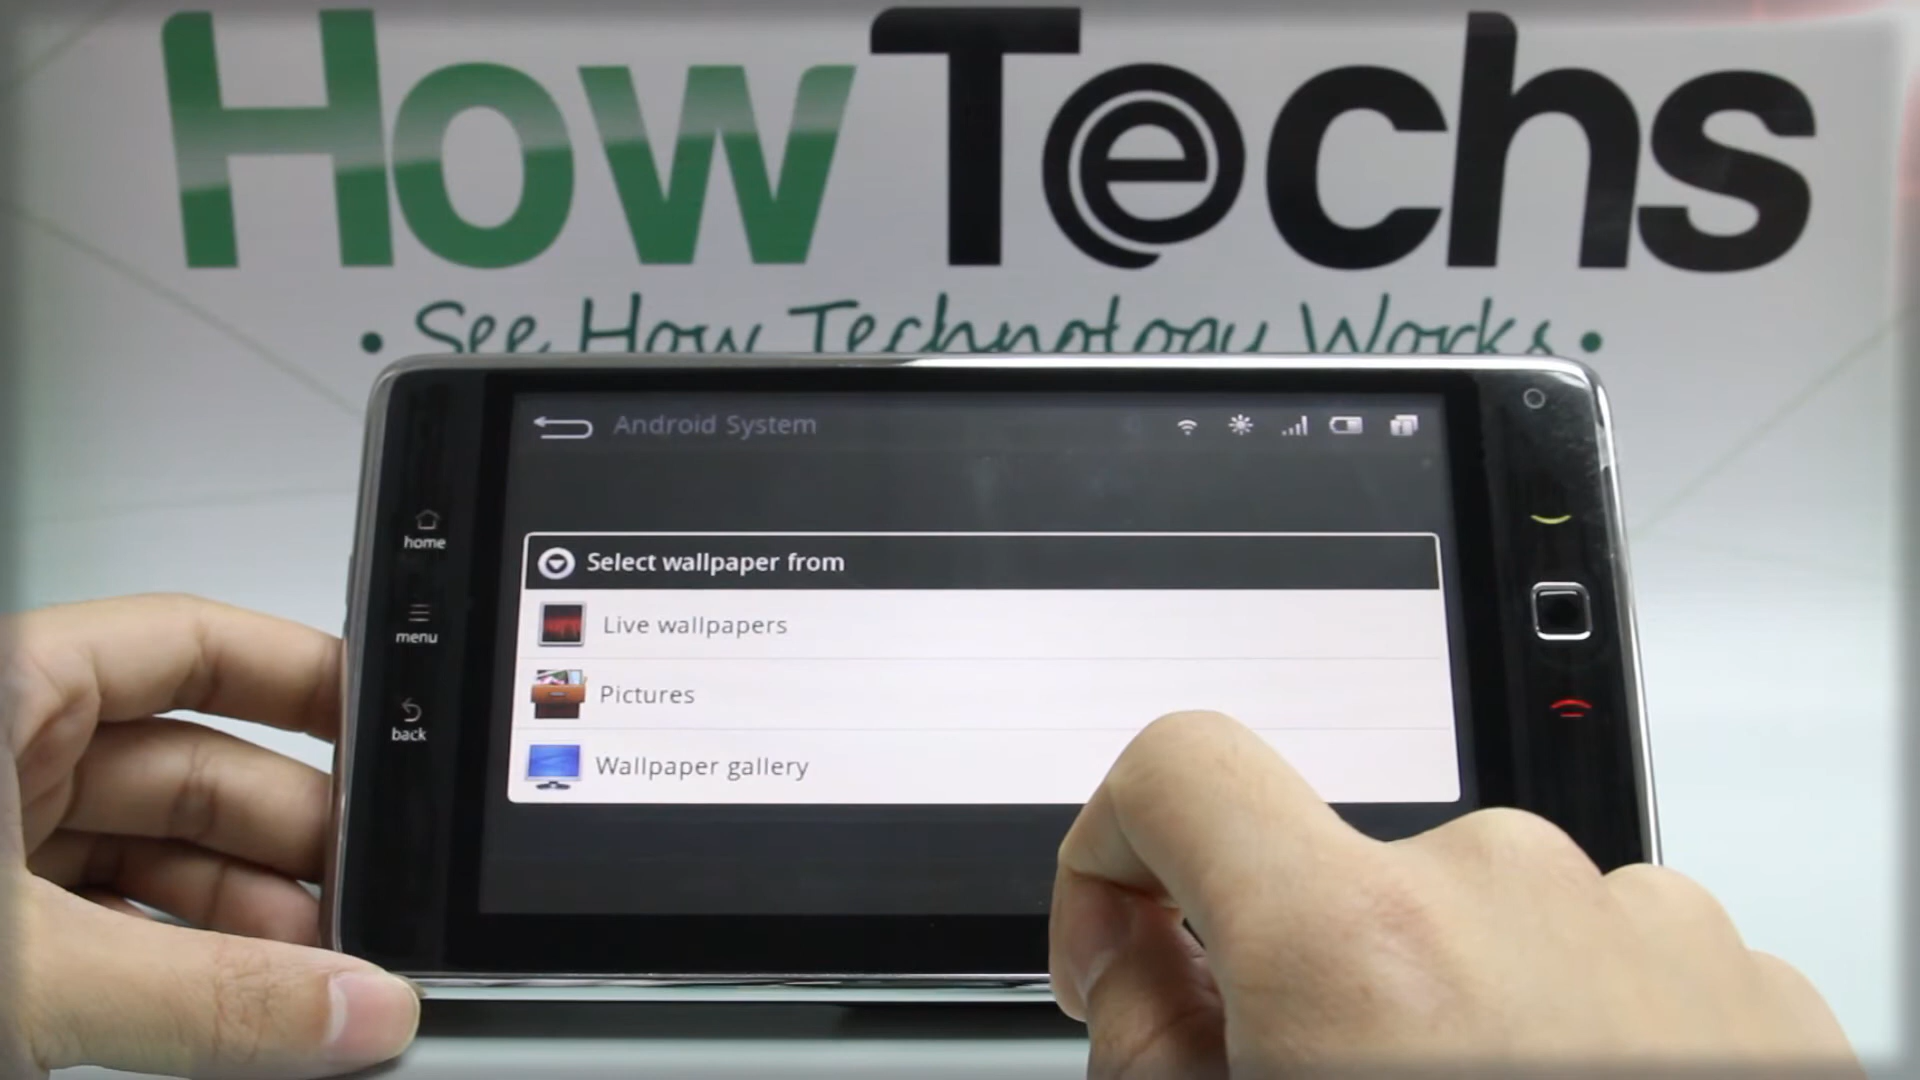 HowTechs
• See How Technology Works •
Android System
home
Select wallpaper from
Live wallpapers
menu
Pictures
back
Wallpaper gallery